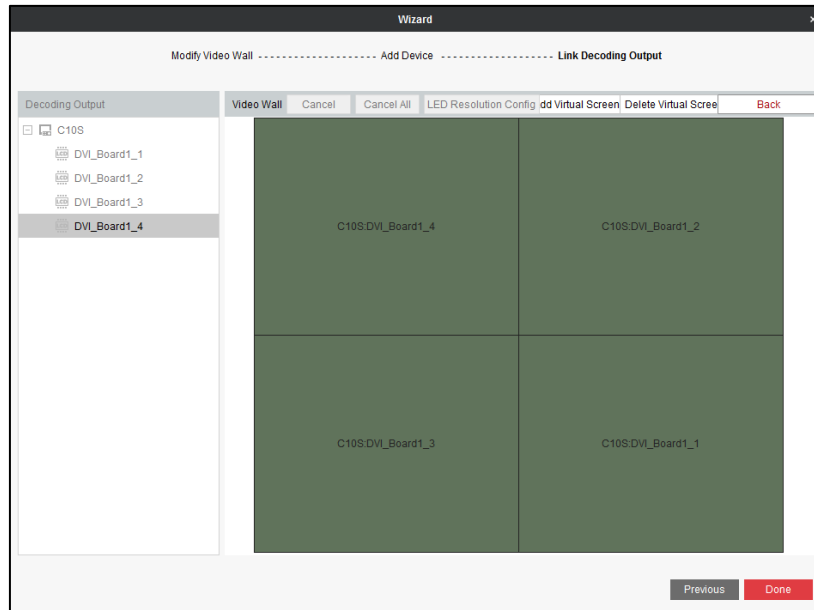 Wizard ×
Modify Video Wall - - - - - - - - - - - - - - - - - - - - Add Device - - - - - - - - - - - - - - - - - - - Link Decoding Output
Decoding Output
Video Wall Cancel Cancel All LED Resolution Config dd Virtual Screen Delete Virtual Scree Back
C10S
DVI_Board1_1
DVI_Board1_2
DVI_Board1_3
DVI_Board1_4
C10S:DVI_Board1_4 C10S:DVI_Board1_2
C10S:DVI_Board1_3 C10S:DVI_Board1_1
Previous Done